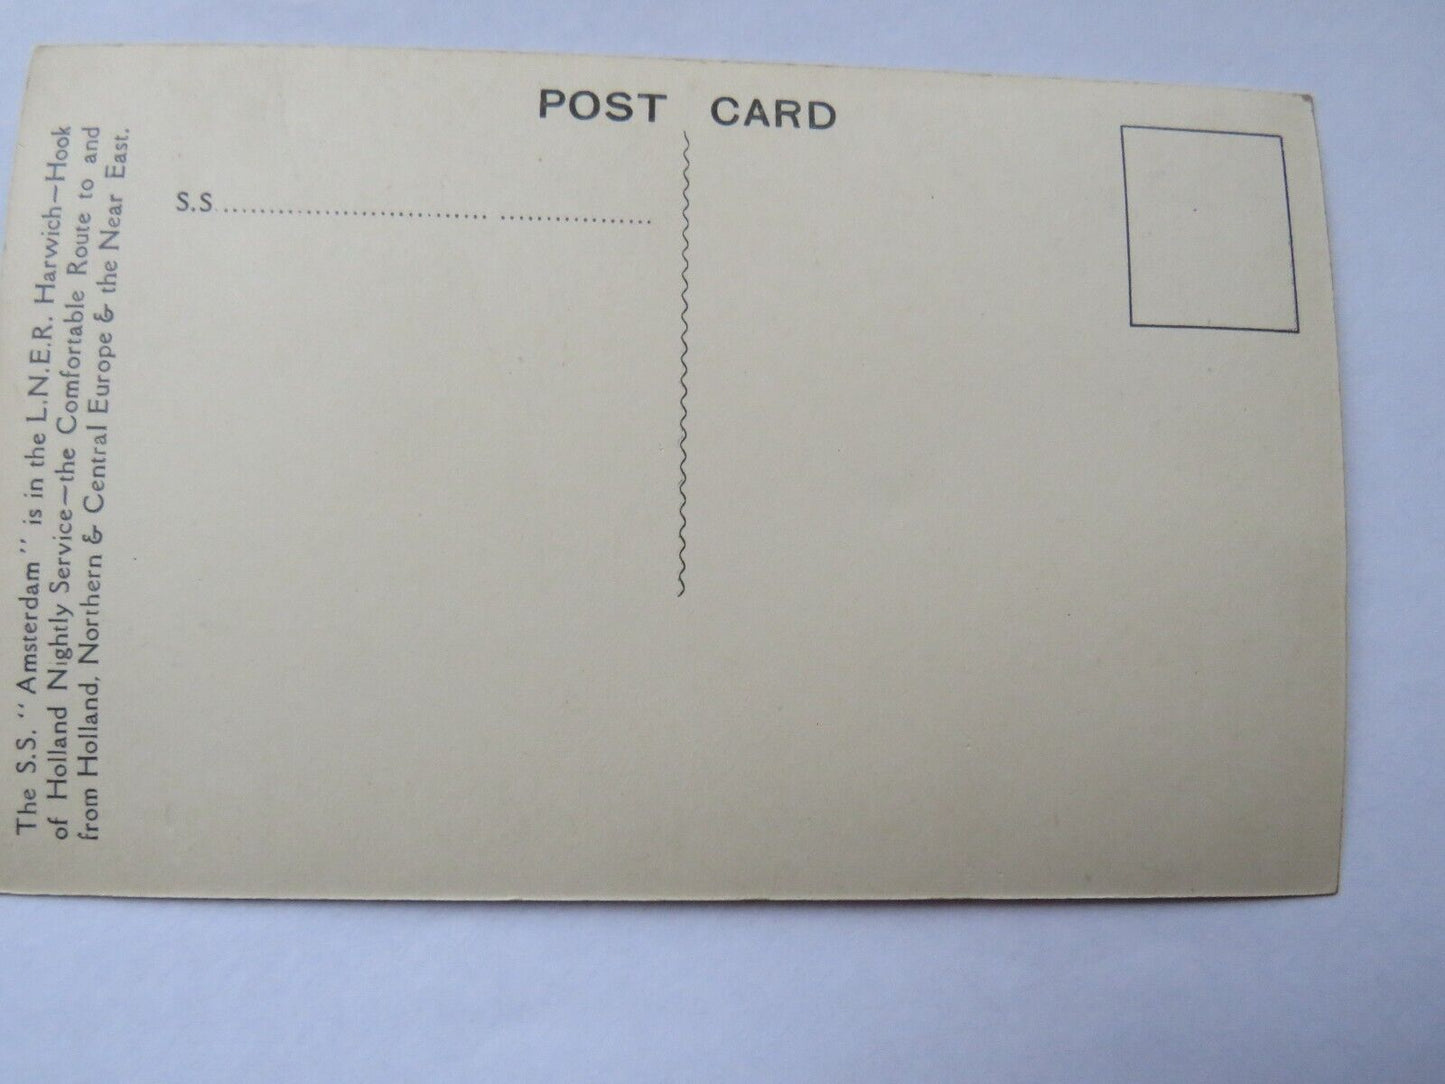 POST CARD
S.S.
The S.S. "Amsterdam" is in the L.N.E.R. Harwich—Hook
of Holland Nightly Service—the Comfortable Route to and
from Holland, Northern & Central Europe & the Near East.